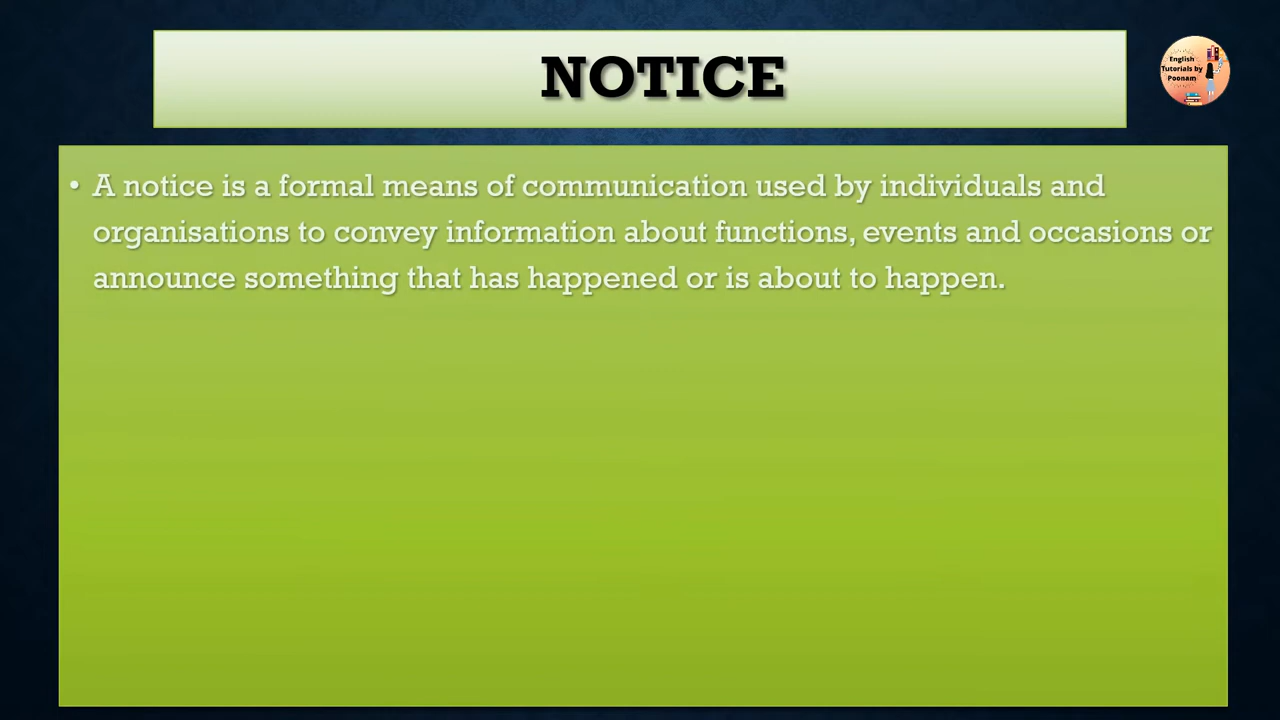 NOTICE
English
Tutorials by
Poonam
• A notice is a formal means of communication used by individuals and
organisations to convey information about functions, events and occasions or
announce something that has happened or is about to happen.